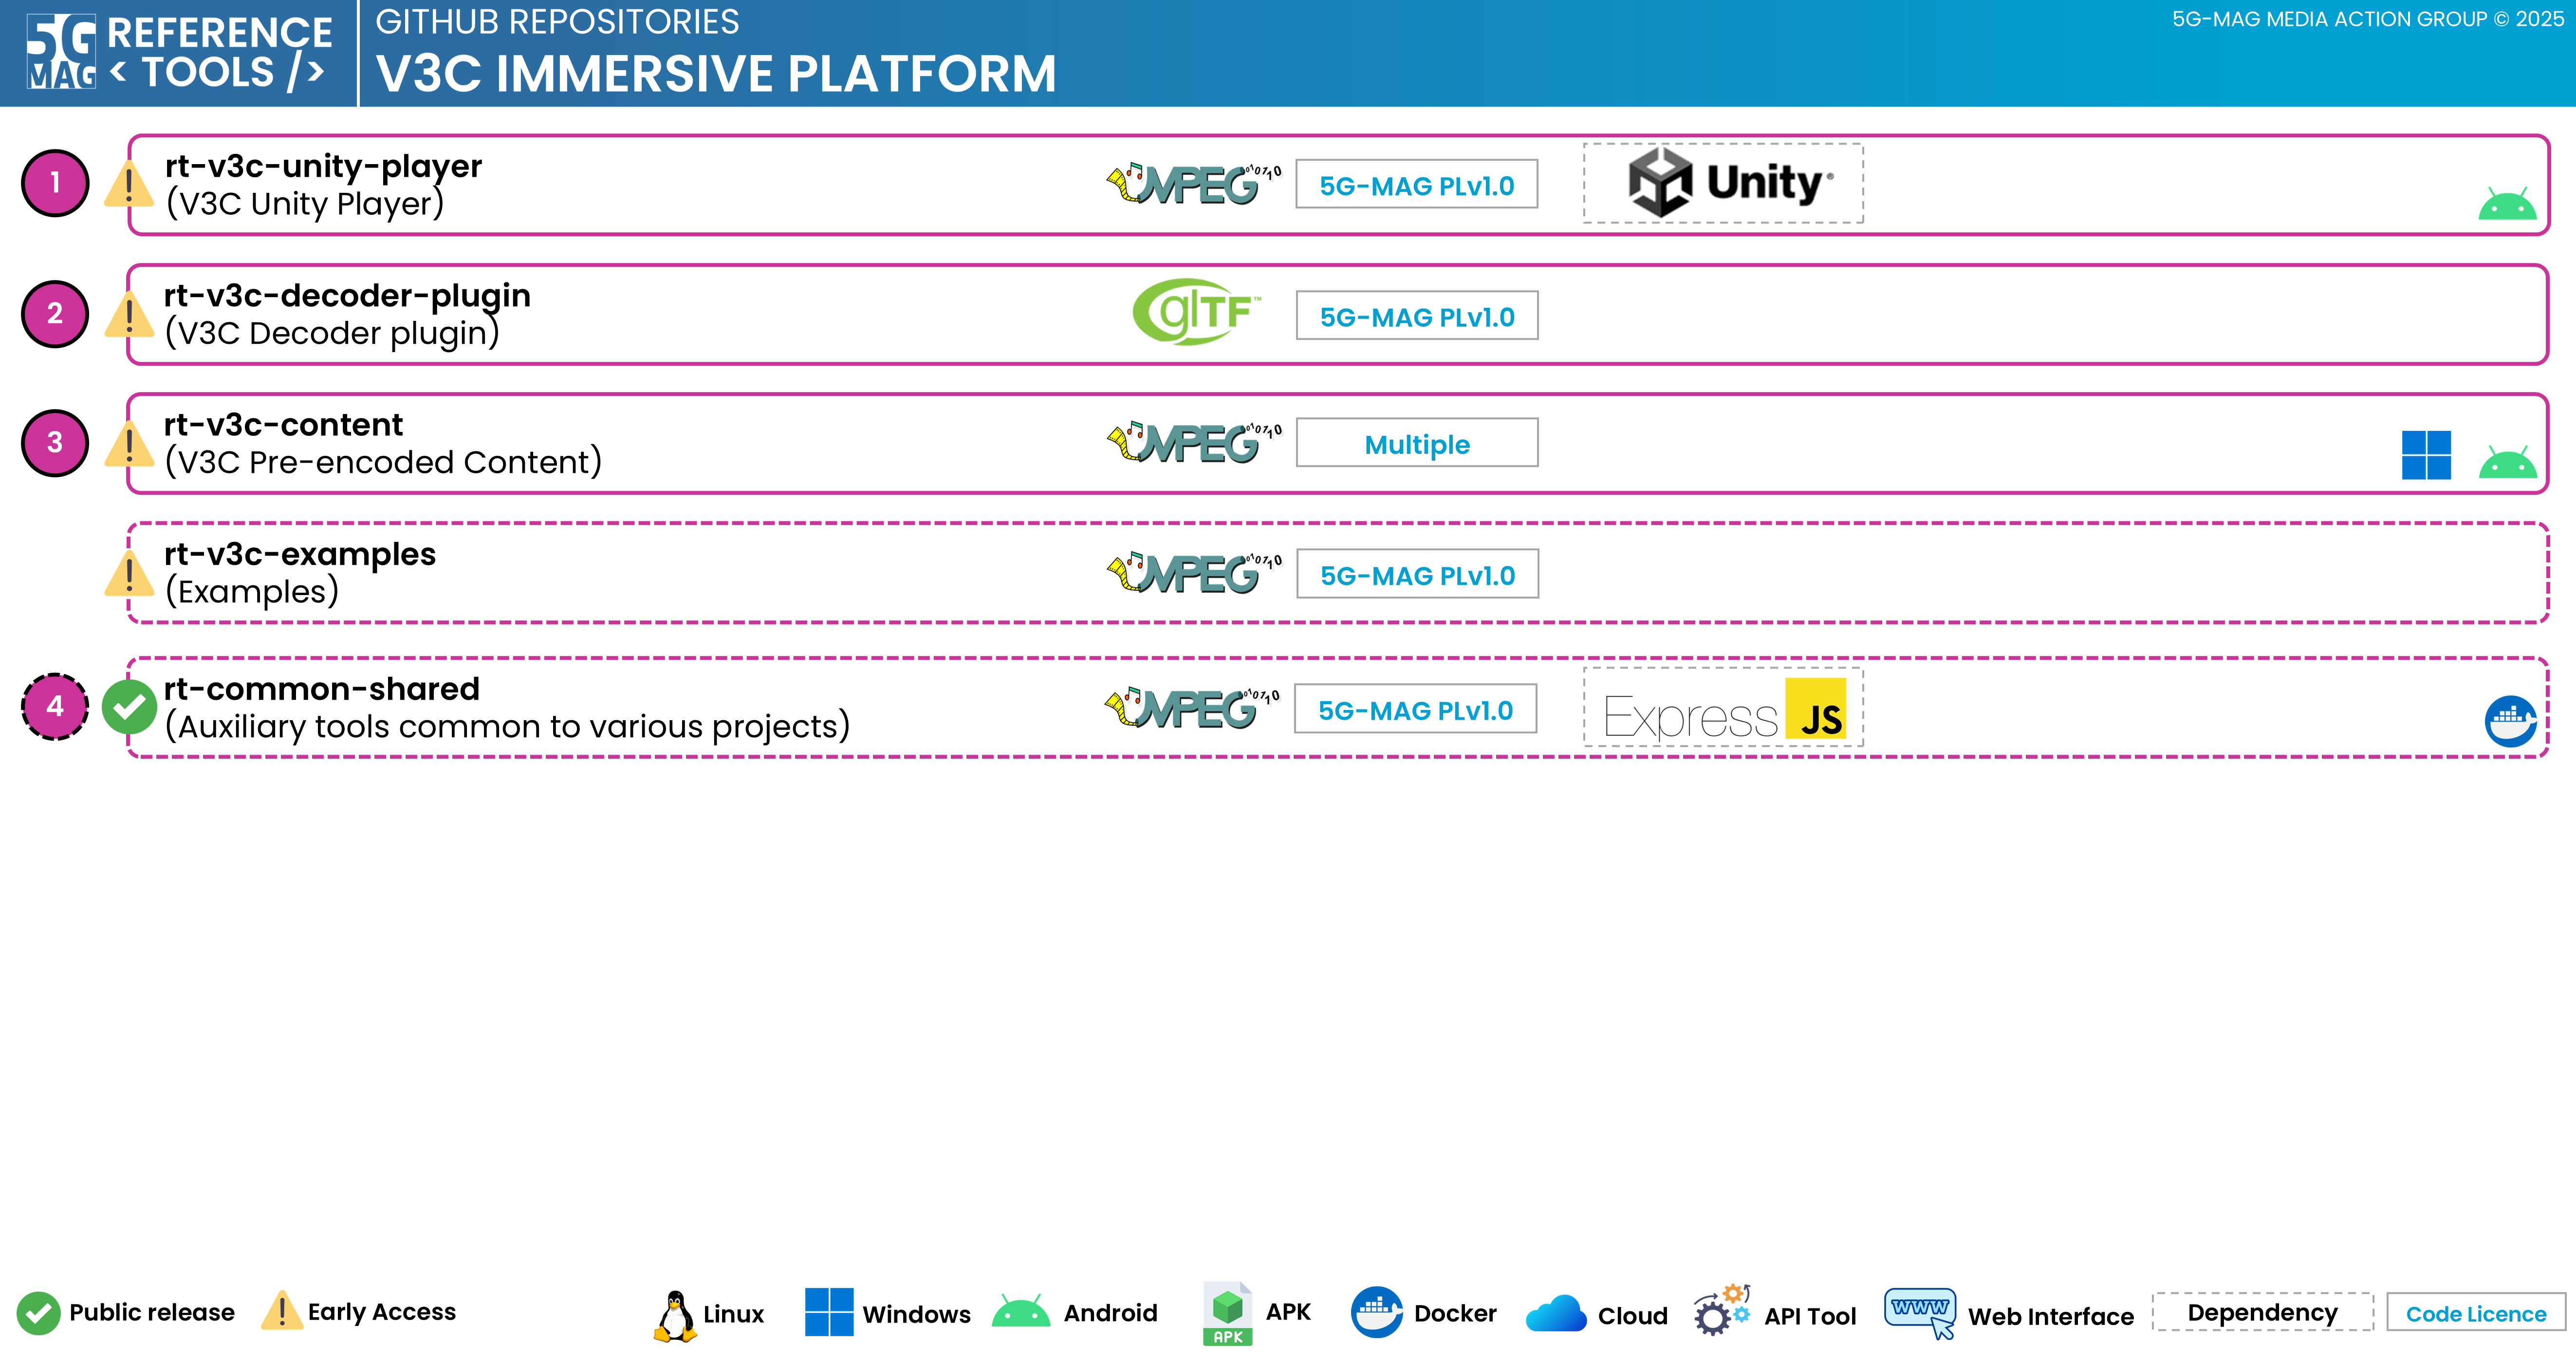 5G MAG
REFERENCE
< TOOLS />
GITHUB REPOSITORIES
V3C IMMERSIVE PLATFORM
5G-MAG MEDIA ACTION GROUP © 2025
1
rt-v3c-unity-player
(V3C Unity Player)
MPEG
5G-MAG PLv1.0
Unity®
2
rt-v3c-decoder-plugin
(V3C Decoder plugin)
glTF™
5G-MAG PLv1.0
3
rt-v3c-content
(V3C Pre-encoded Content)
MPEG
Multiple
rt-v3c-examples
(Examples)
MPEG
5G-MAG PLv1.0
4
rt-common-shared
(Auxiliary tools common to various projects)
MPEG
5G-MAG PLv1.0
Express JS
Public release
Early Access
Linux
Windows
Android
APK
APK
Docker
Cloud
API Tool
WWW
Web Interface
Dependency
Code Licence